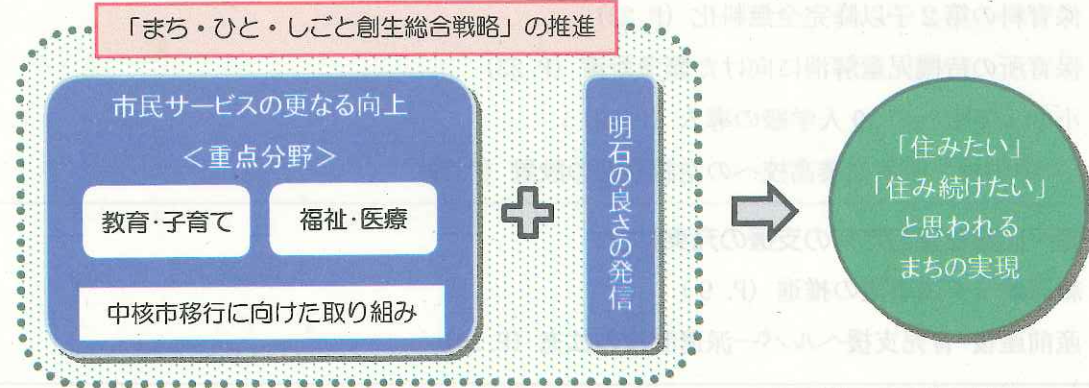 「まち・ひと・しごと創生総合戦略」の推進
市民サービスの更なる向上
＜重点分野＞
教育・子育て
福祉・医療
中核市移行に向けた取り組み
明石の良さの発信
「住みたい」
「住み続けたい」
と思われる
まちの実現